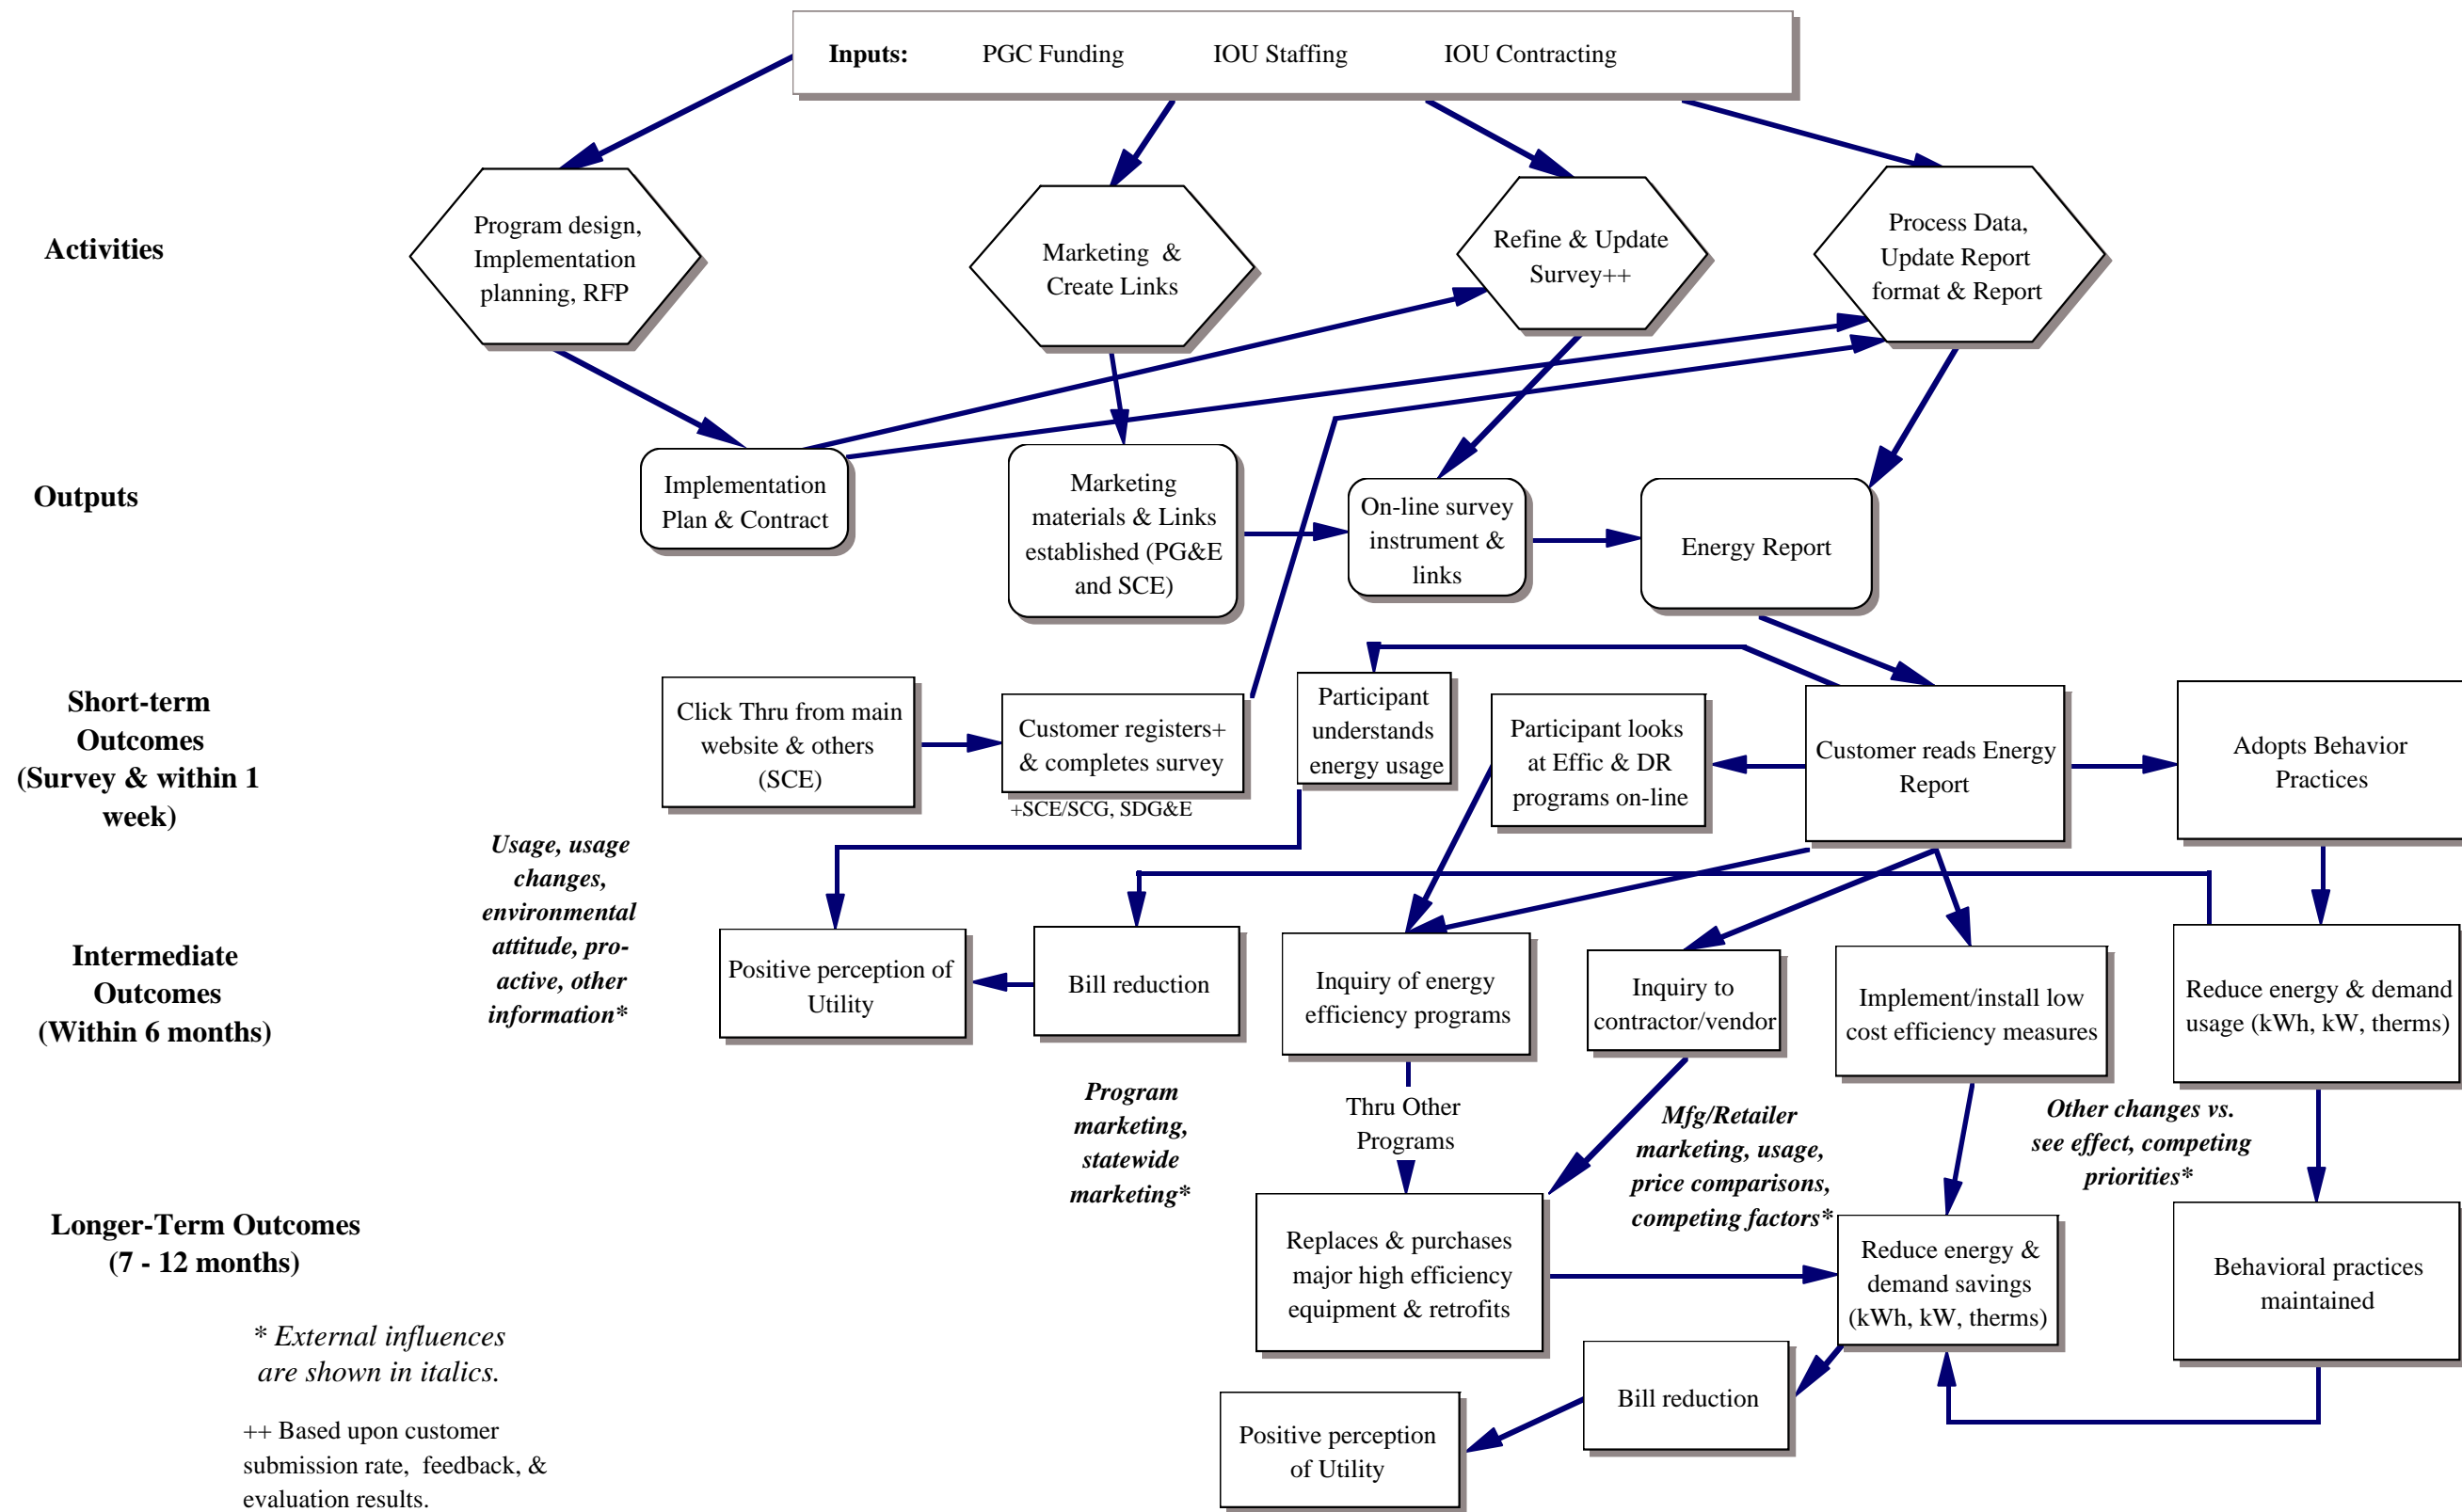 Inputs: PGC Funding IOU Staffing IOU Contracting
Activities
Program design,
Implementation
planning, RFP
Marketing &
Create Links
Refine & Update
Survey++
Process Data,
Update Report
format & Report
Outputs
Implementation
Plan & Contract
Marketing
materials & Links
established (PG&E
and SCE)
On-line survey
instrument &
links
Energy Report
Short-term
Outcomes
(Survey & within 1
week)
Click Thru from main
website & others
(SCE)
Customer registers+
& completes survey
+SCE/SCG, SDG&E
Participant
understands
energy usage
Participant looks
at Effic & DR
programs on-line
Customer reads Energy
Report
Adopts Behavior
Practices
Usage, usage
changes,
environmental
attitude, pro-
active, other
information*
Intermediate
Outcomes
(Within 6 months)
Positive perception of
Utility
Bill reduction
Inquiry of energy
efficiency programs
Inquiry to
contractor/vendor
Implement/install low
cost efficiency measures
Reduce energy & demand
usage (kWh, kW, therms)
Program
marketing,
statewide
marketing*
Thru Other
Programs
Mfg/Retailer
marketing, usage,
price comparisons,
competing factors*
Other changes vs.
see effect, competing
priorities*
Longer-Term Outcomes
(7 - 12 months)
Replaces & purchases
major high efficiency
equipment & retrofits
Reduce energy &
demand savings
(kWh, kW, therms)
Behavioral practices
maintained
* External influences
are shown in italics.
Bill reduction
Positive perception
of Utility
++ Based upon customer
submission rate, feedback, &
evaluation results.